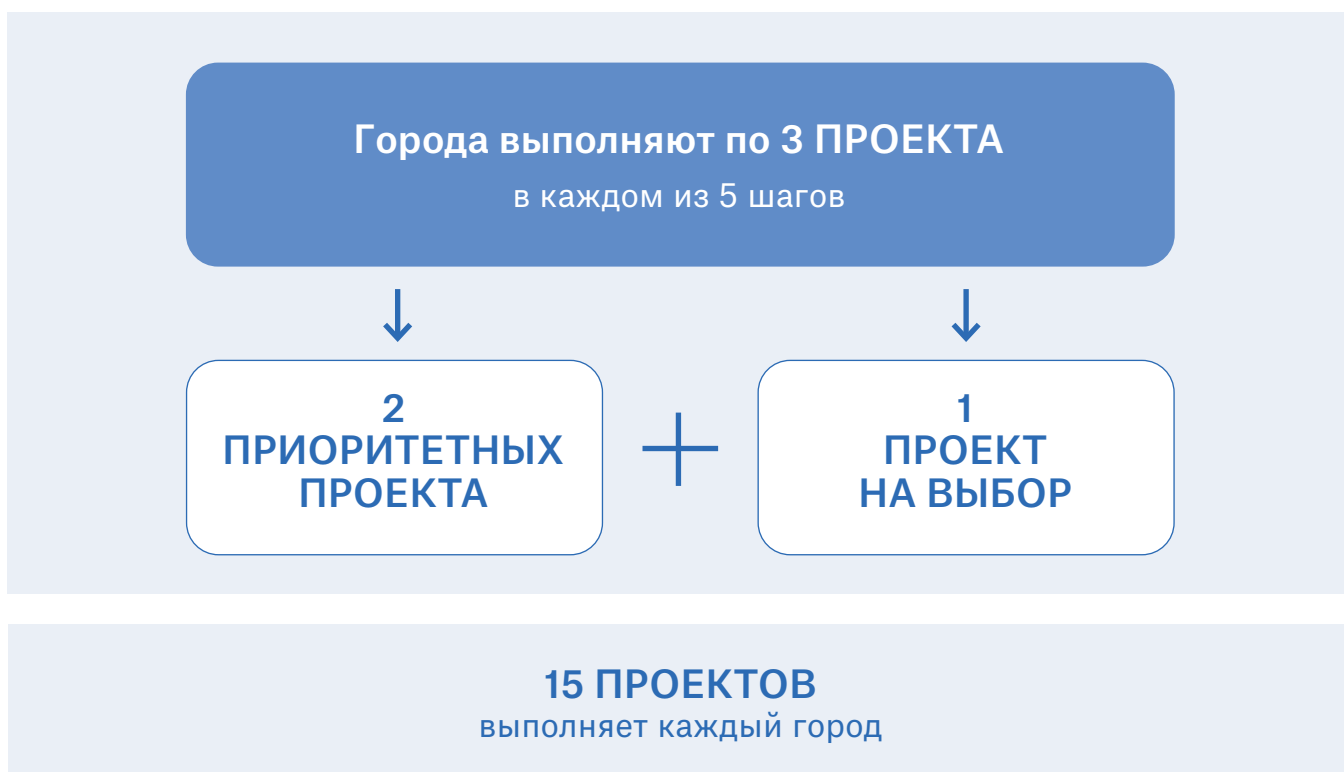 Города выполняют по 3 ПРОЕКТА
в каждом из 5 шагов
2
ПРИОРИТЕТНЫХ
ПРОЕКТА
1
ПРОЕКТ
НА ВЫБОР
15 ПРОЕКТОВ
выполняет каждый город